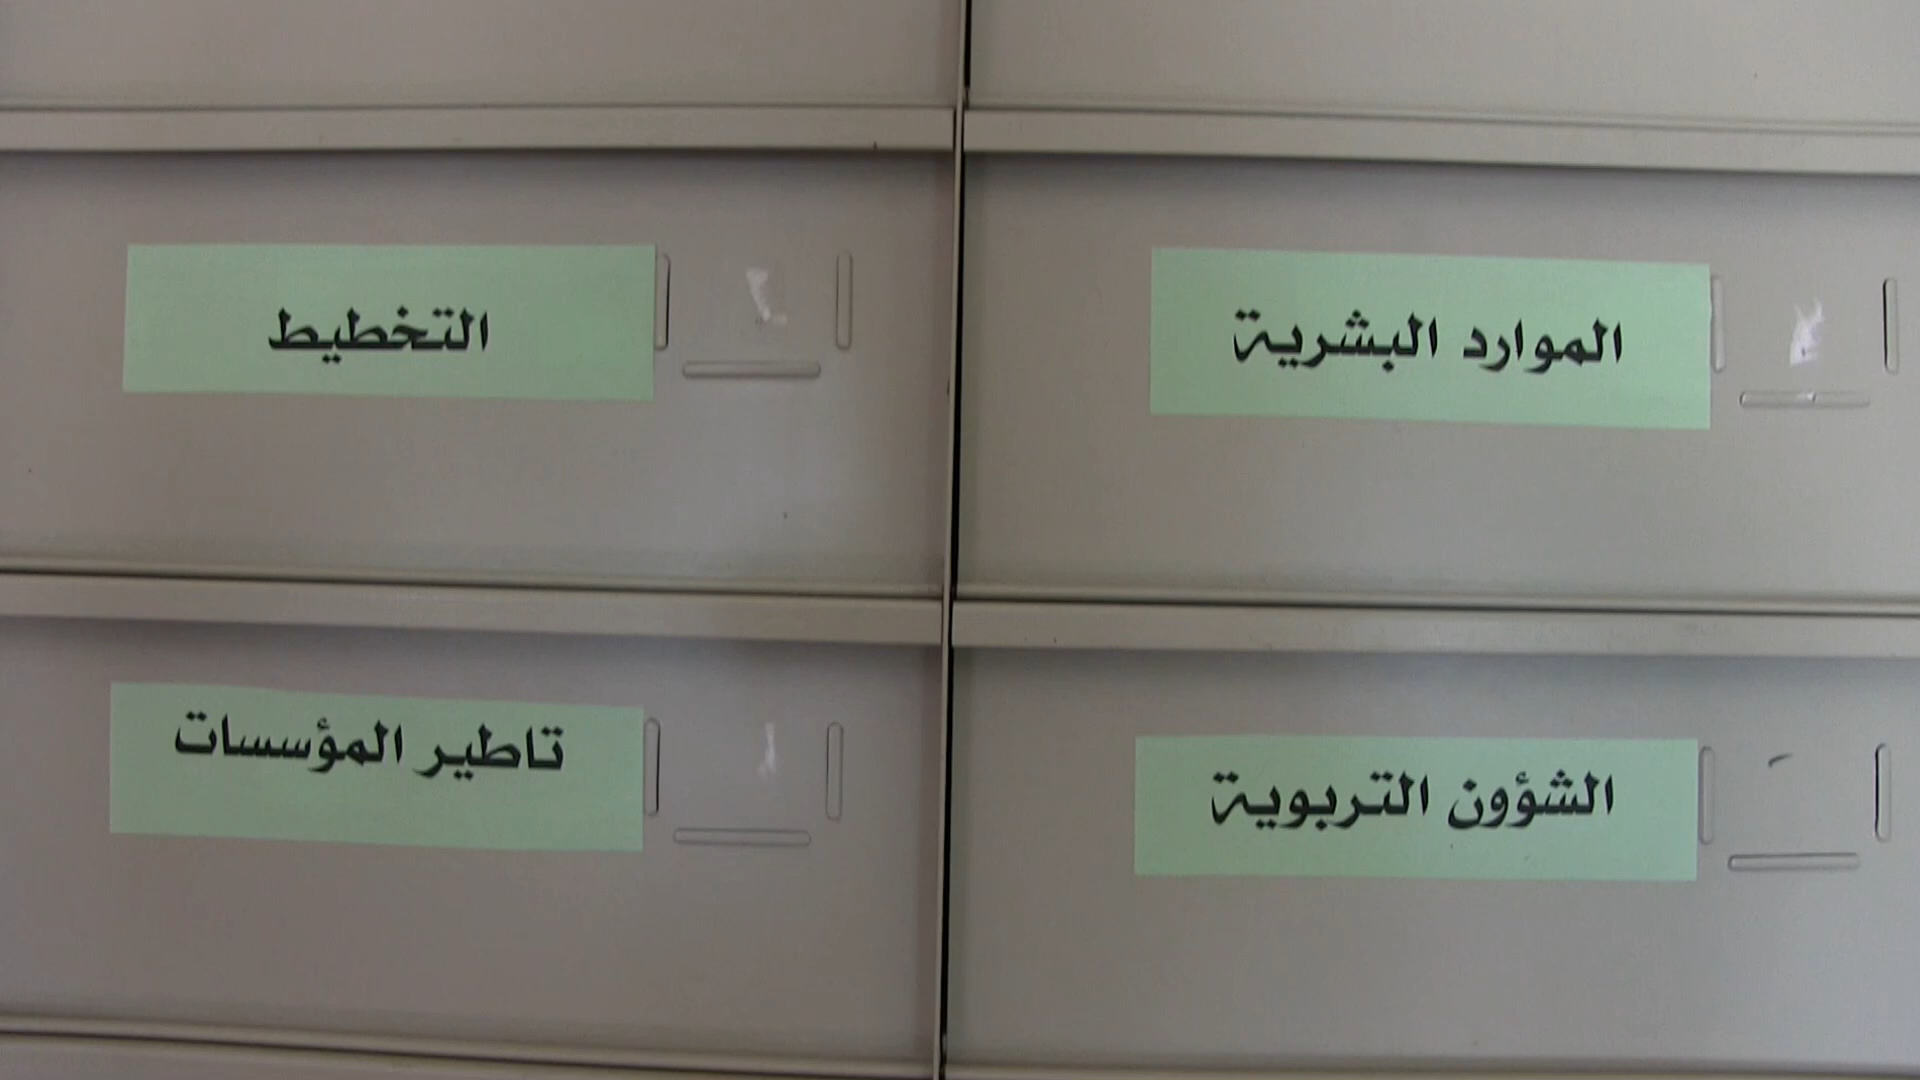 الموارد البشرية
التخطيط
الشؤون التربوية
تاطير المؤسسات